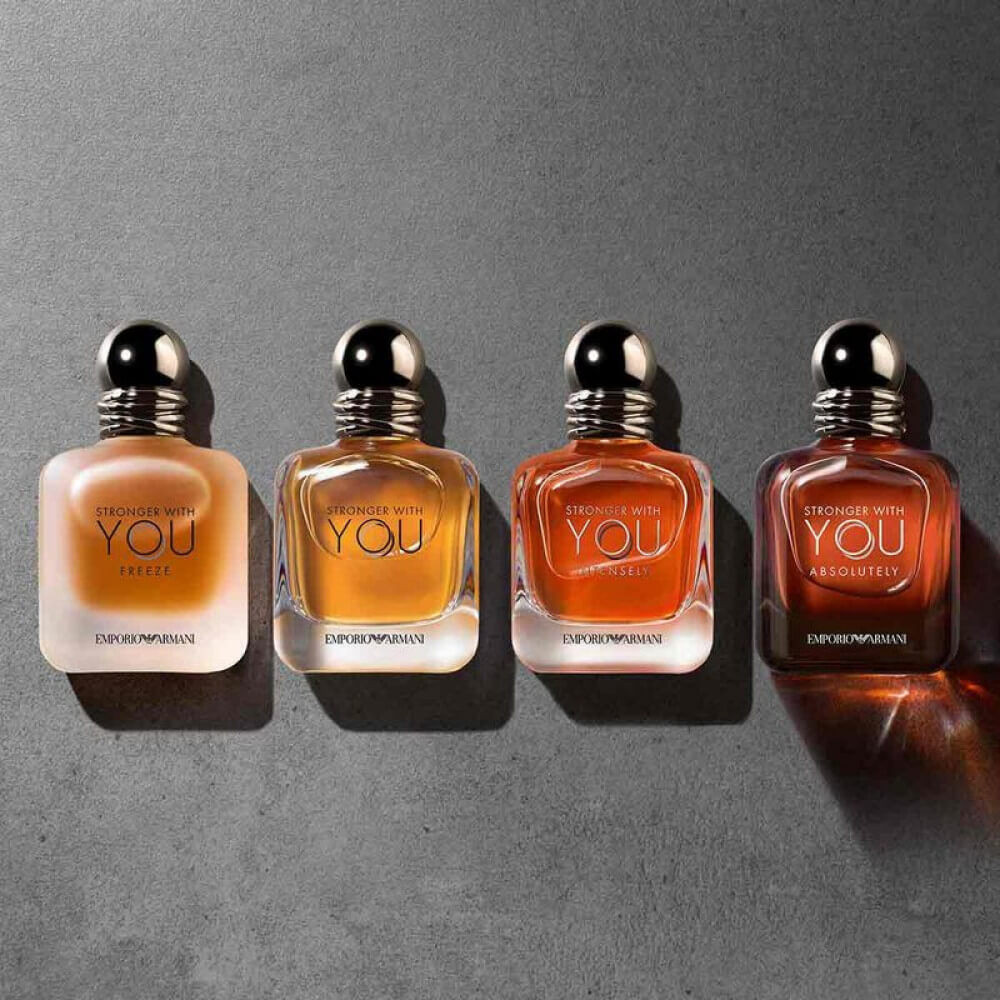 STRONGER WITH
YOU
FREEZE
EMPORIO ARMANI
STRONGER WITH
YOU
EMPORIO ARMANI
STRONGER WITH
YOU
INTENSELY
EMPORIO ARMANI
STRONGER WITH
YOU
ABSOLUTELY
EMPORIO ARMANI